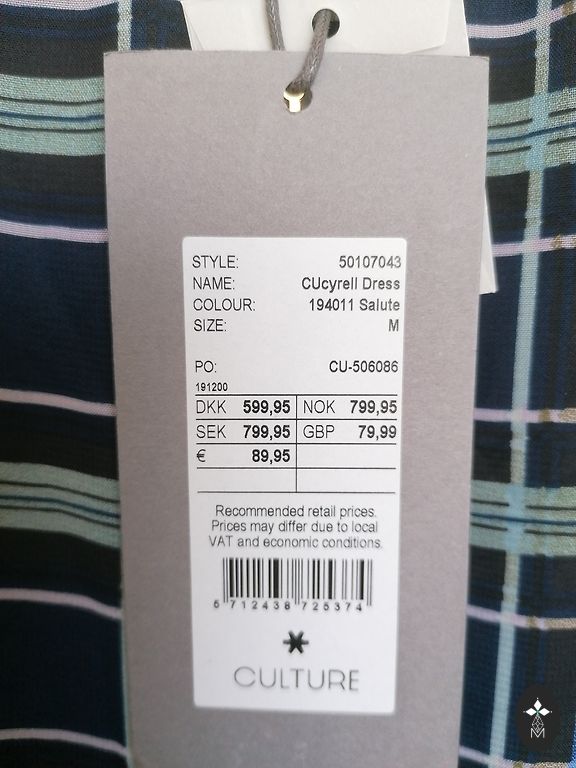 STYLE: 50107043
NAME: CUcyrell Dress
COLOUR: 194011 Salute
SIZE: M
PO: CU-506086
191200
DKK 599,95 NOK 799,95
SEK 799,95 GBP 79,99
€ 89,95
Recommended retail prices.
Prices may differ due to local
VAT and economic conditions.
5 712438 725374
CULTURE
M